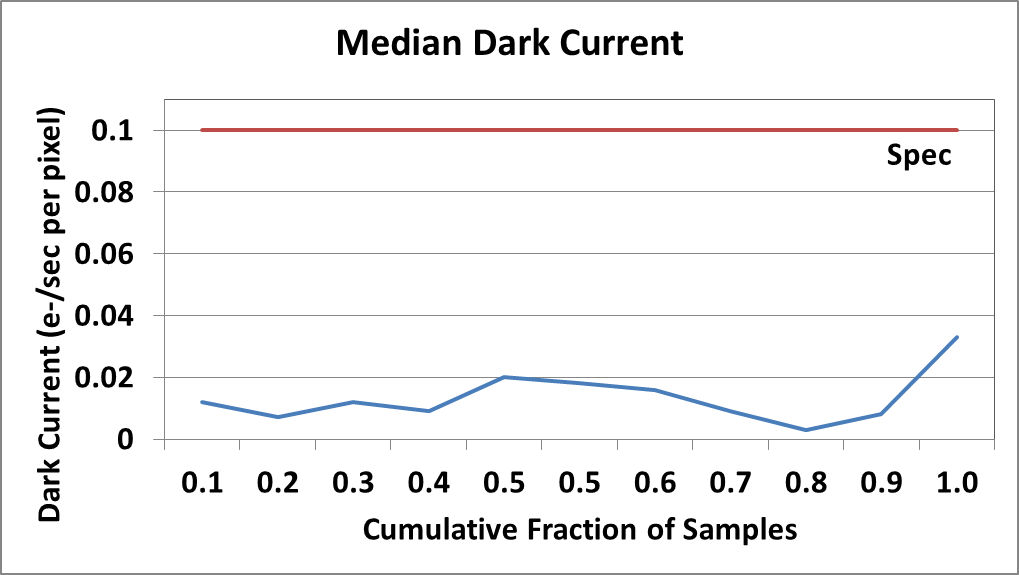 Median Dark Current
Dark Current (e-/sec per pixel)
0.1
0.08
0.06
0.04
0.02
0
Spec
0.1 0.2 0.3 0.4 0.5 0.5 0.6 0.7 0.8 0.9 1.0
Cumulative Fraction of Samples